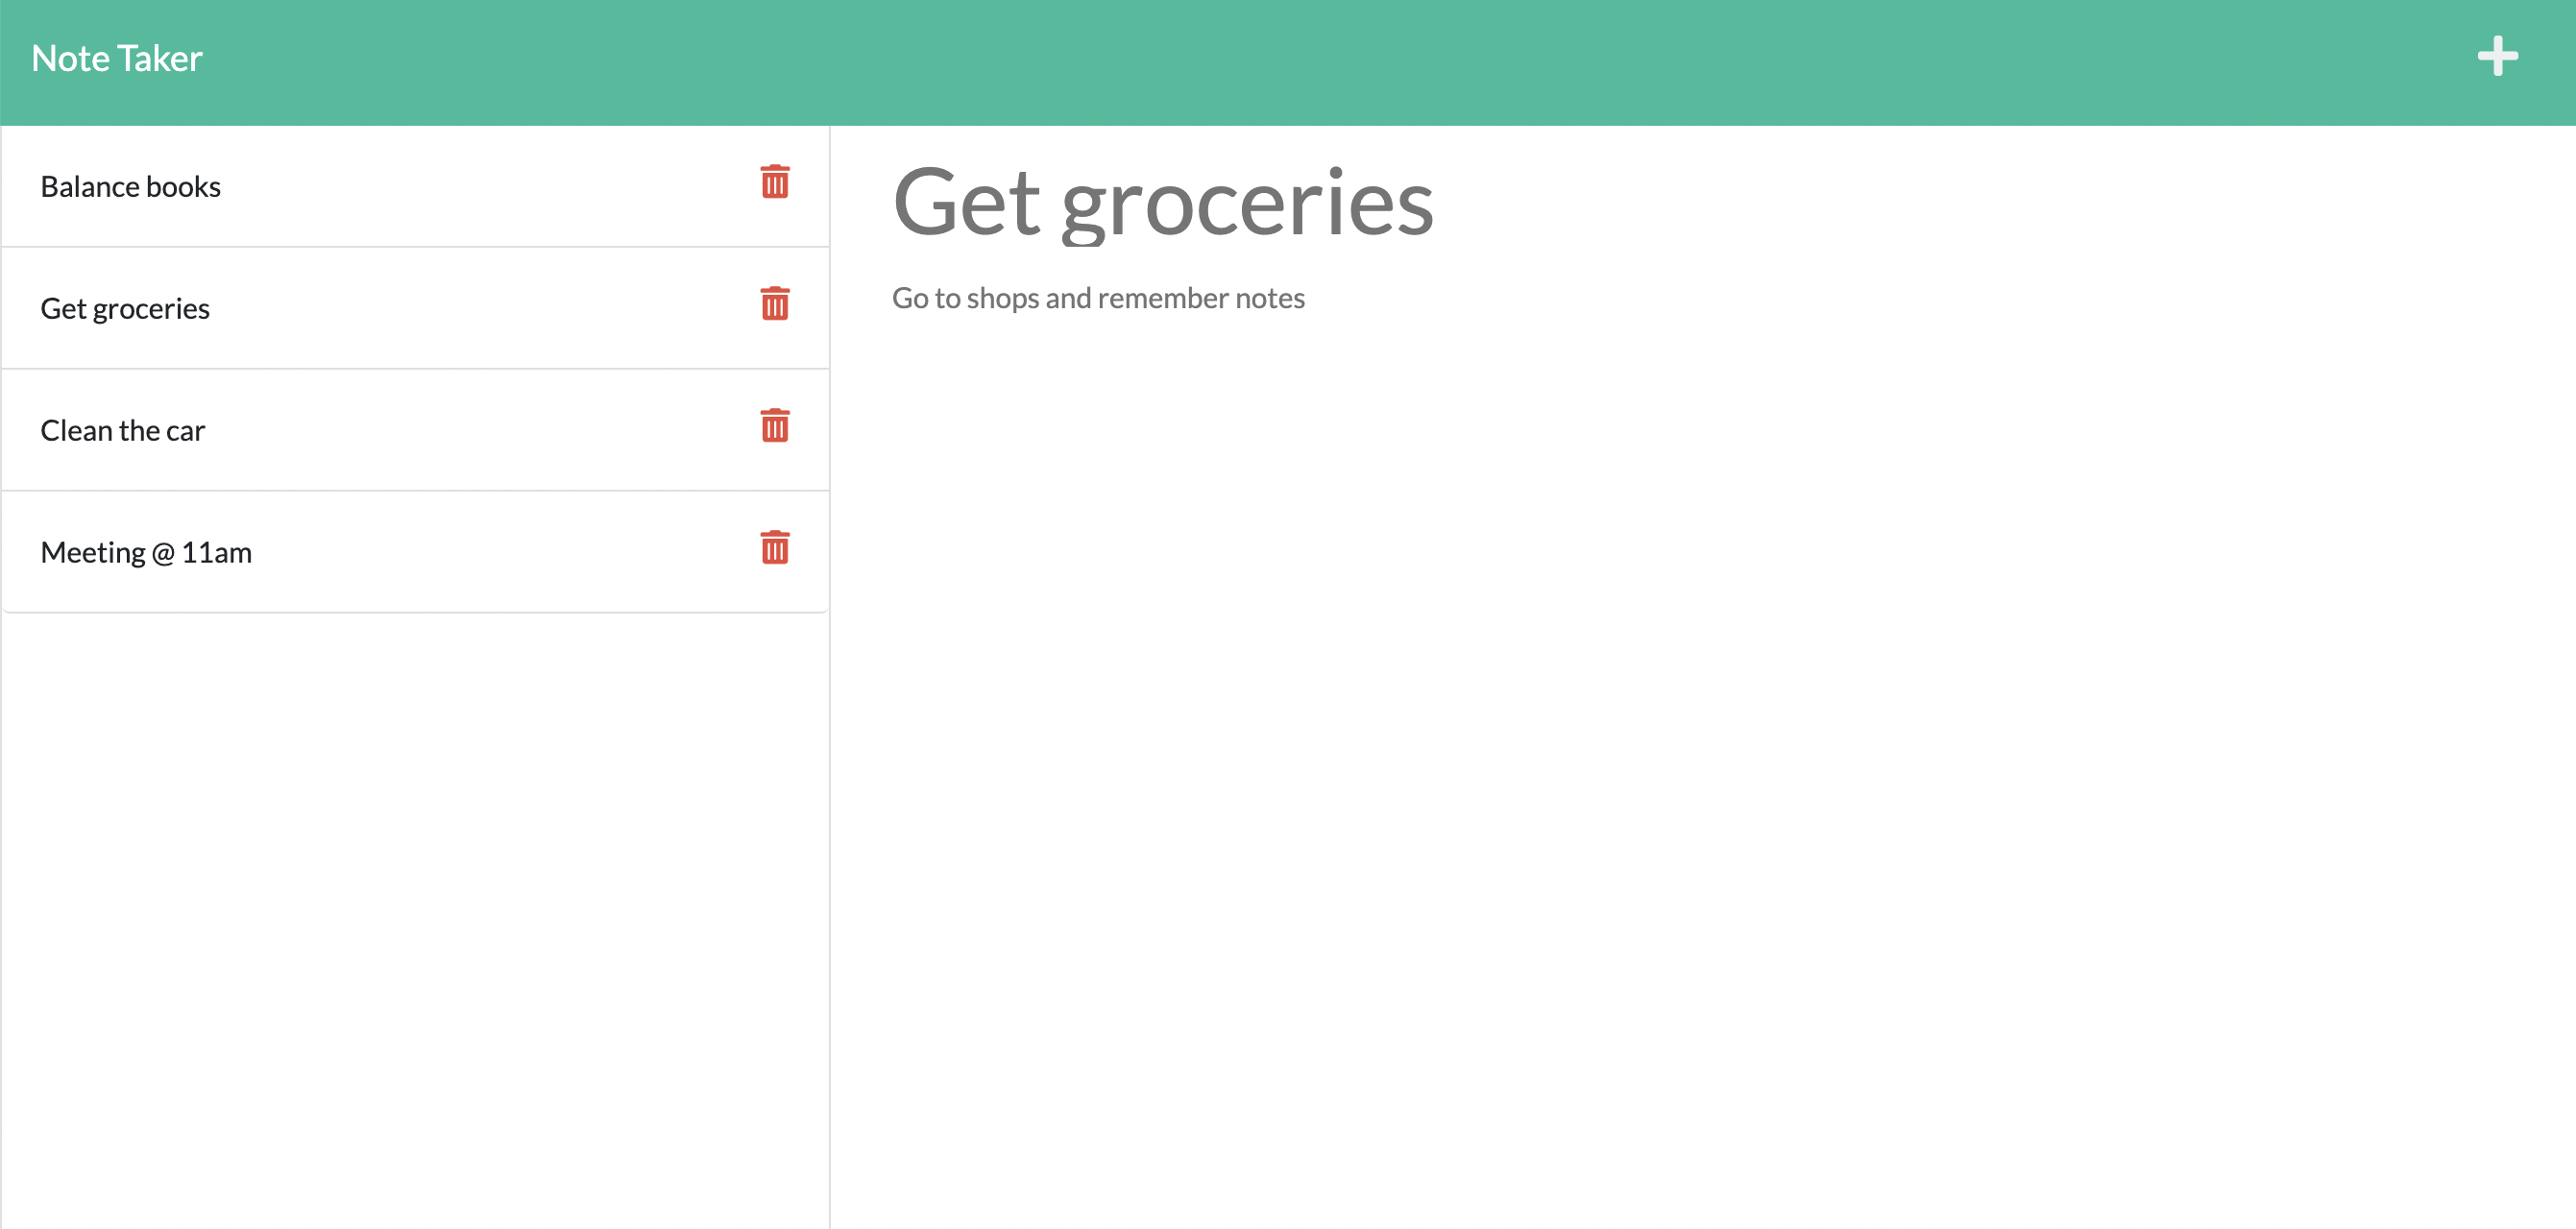 Note Taker
Balance books
Get groceries
Clean the car
Meeting @ 11am
Get groceries
Go to shops and remember notes